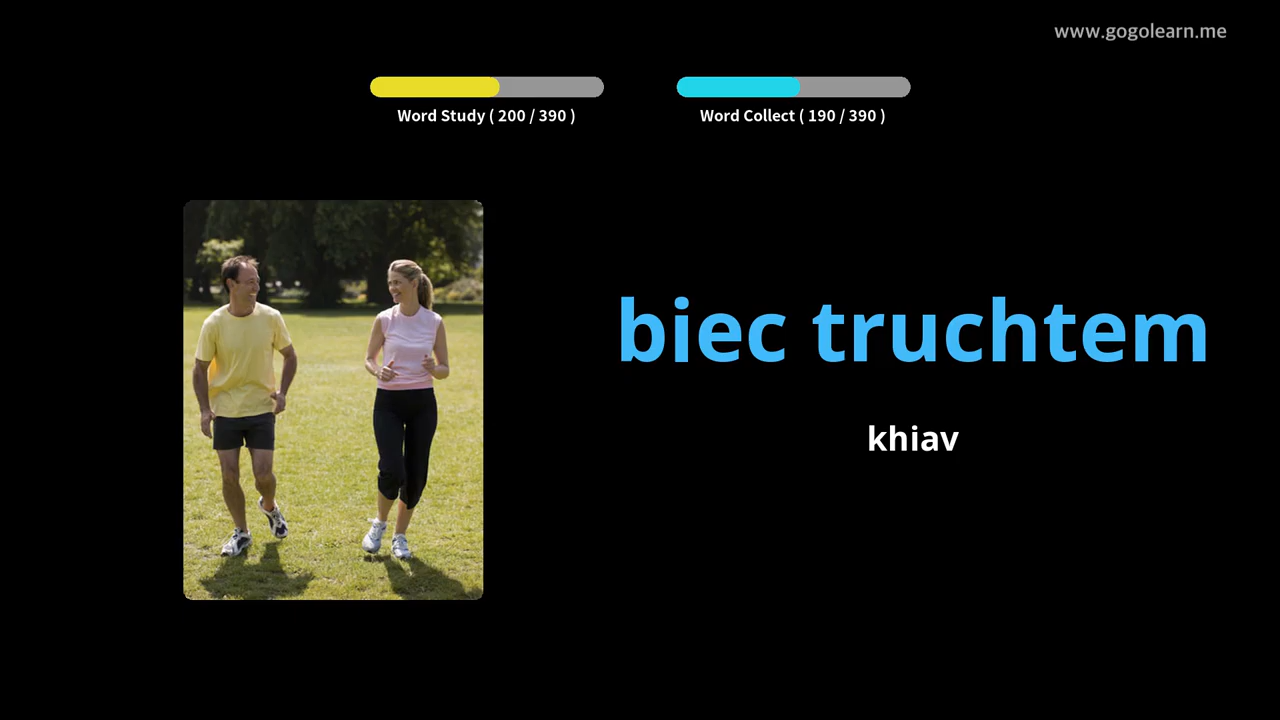 www.gogolearn.me
Word Study ( 200 / 390 )
Word Collect ( 190 / 390 )
biec truchtem
khiav